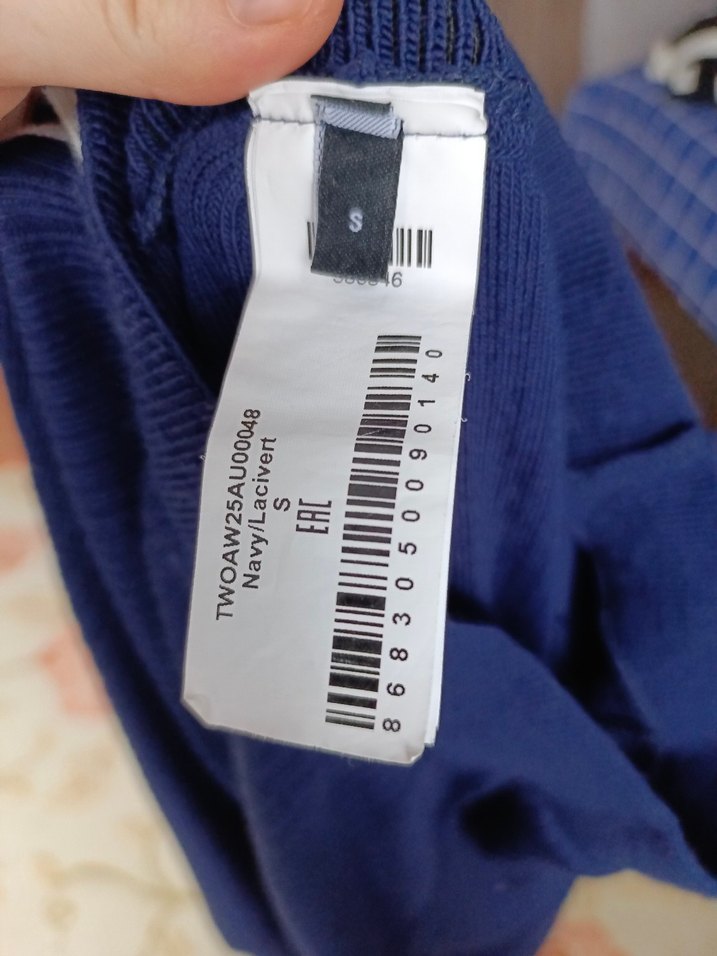 S
TWOAW25AU00048
Navy/Lacivert
S
EAC
8683050090140